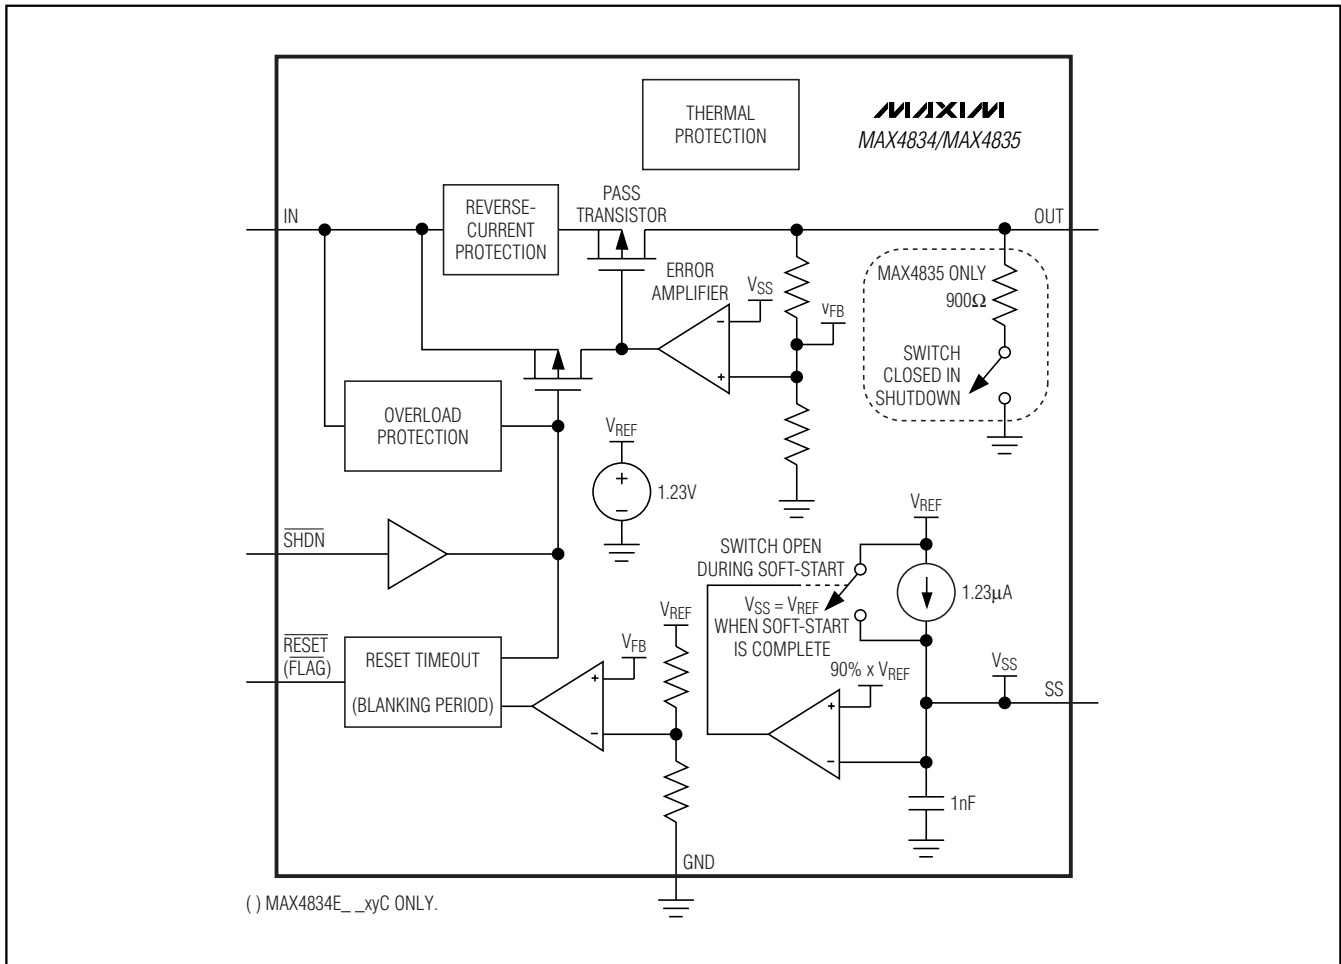 THERMAL
PROTECTION
MAXIM
MAX4834/MAX4835
IN
REVERSE-
CURRENT
PROTECTION
PASS
TRANSISTOR
OUT
ERROR
AMPLIFIER
VSS
-
+
vFB
MAX4835 ONLY
900Ω
SWITCH
CLOSED IN
SHUTDOWN
OVERLOAD
PROTECTION
VREF
+
-
1.23V
SHDN
RESET
(FLAG)
RESET TIMEOUT
(BLANKING PERIOD)
VFB
+
-
VREF
GND
SWITCH OPEN
DURING SOFT-START
VSS = VREF
WHEN SOFT-START
IS COMPLETE
VREF
1.23µA
90% x VREF
+
-
VSS
SS
1nF
( ) MAX4834E_ _xyC ONLY.